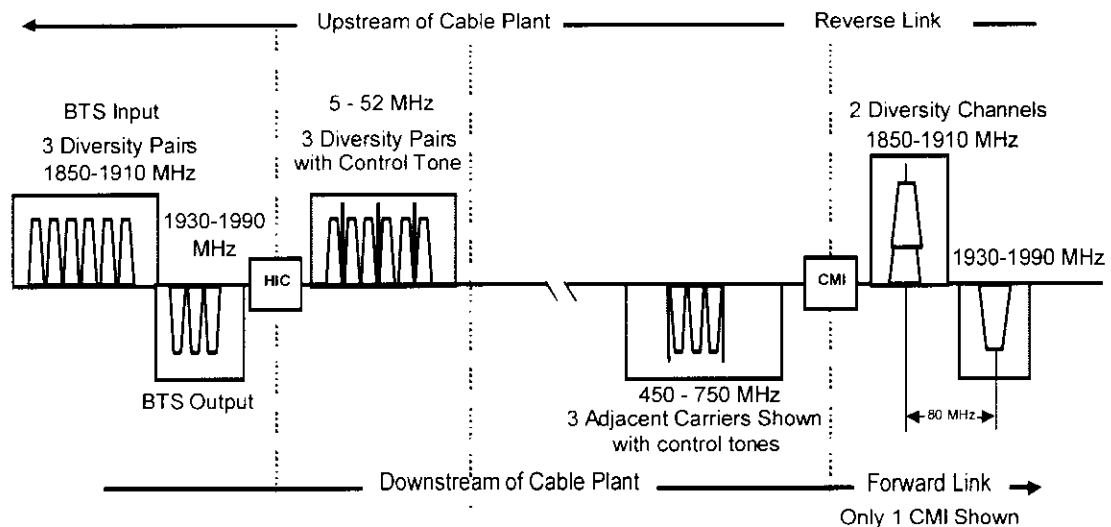 Upstream of Cable Plant
Reverse Link
BTS Input
3 Diversity Pairs
1850-1910 MHz
1930-1990
MHz
HIC
BTS Output
5 - 52 MHz
3 Diversity Pairs
with Control Tone
450 - 750 MHz
3 Adjacent Carriers Shown
with control tones
CMI
2 Diversity Channels
1850-1910 MHz
1930-1990 MHz
80 MHz
Downstream of Cable Plant
Forward Link
Only 1 CMI Shown